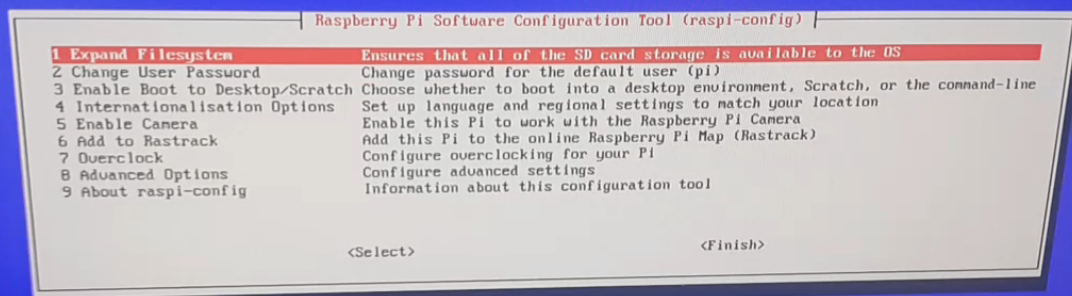 Raspberry Pi Software Configuration Tool (raspi-config)
1 Expand Filesystem Ensures that all of the SD card storage is available to the OS
2 Change User Password Change password for the default user (pi)
3 Enable Boot to Desktop/Scratch Choose whether to boot into a desktop environment, Scratch, or the command-line
4 Internationalisation Options Set up language and regional settings to match your location
5 Enable Camera Enable this Pi to work with the Raspberry Pi Camera
6 Add to Rastrack Add this Pi to the online Raspberry Pi Map (Rastrack)
7 Overclock Configure overclocking for your Pi
8 Advanced Options Configure advanced settings
9 About raspi-config Information about this configuration tool
<Select> <Finish>